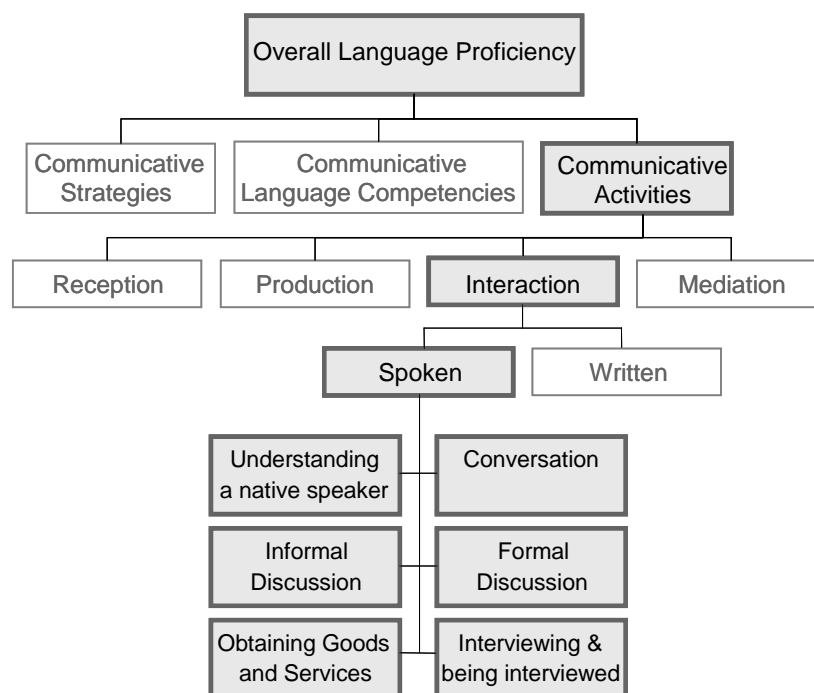 Overall Language Proficiency
Communicative
Strategies
Communicative
Language Competencies
Communicative
Activities
Reception
Production
Interaction
Mediation
Spoken
Written
Understanding
a native speaker
Conversation
Informal
Discussion
Formal
Discussion
Obtaining Goods
and Services
Interviewing &
being interviewed